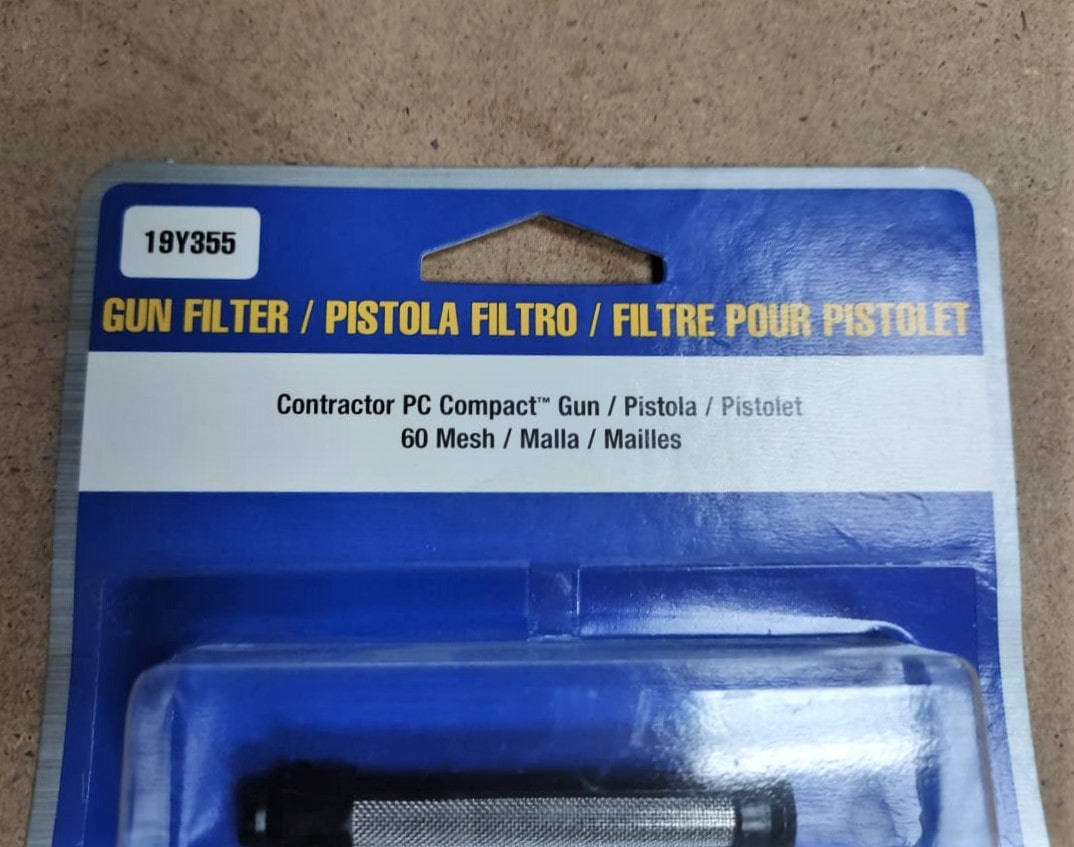 19Y355
GUN FILTER / PISTOLA FILTRO / FILTRE POUR PISTOLET
Contractor PC Compact™ Gun / Pistola / Pistolet
60 Mesh / Malla / Mailles